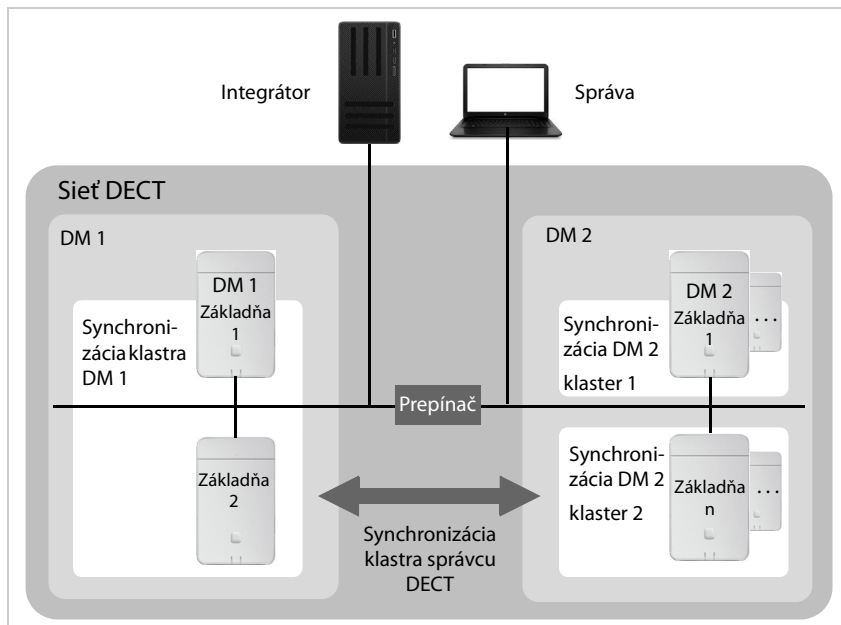 Integrátor
Správa
Sieť DECT
DM 1
DM 1
Základňa
1
Synchroni-
zácia klastra
DM 1
Základňa
2
Prepínač
Synchronizácia
klastra správcu
DECT
DM 2
DM 2
Základňa
1
...
Synchroni-
zácia DM 2
klaster 1
Synchroni-
zácia DM 2
klaster 2
Základňa
n
...